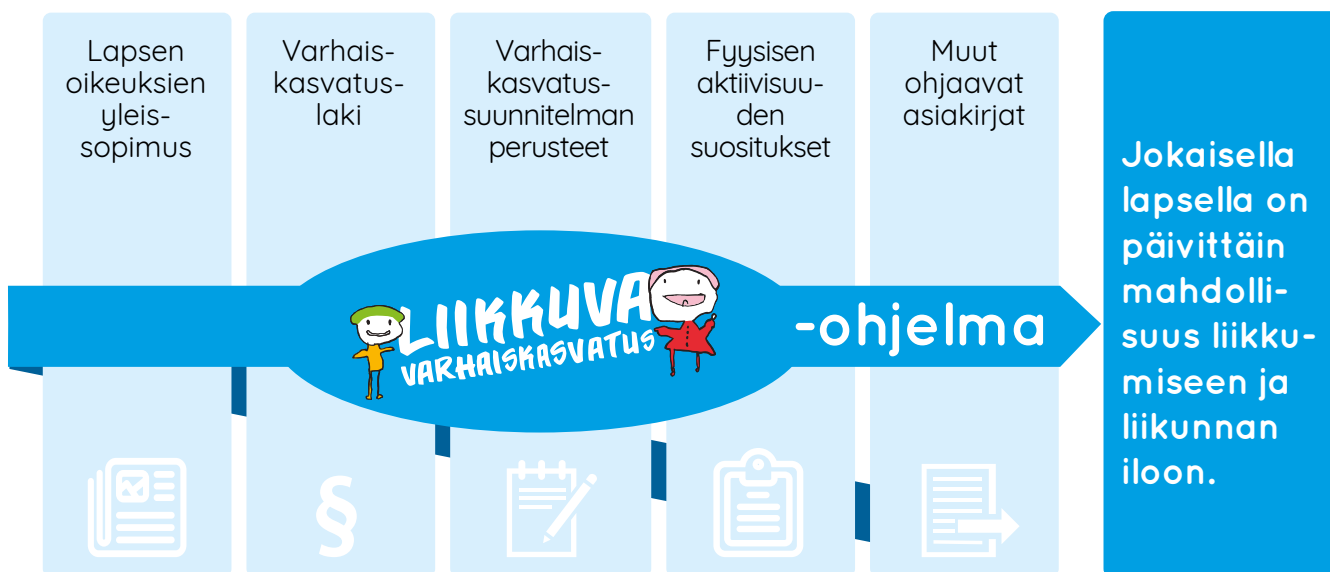 Lapsen
oikeuksien
yleis-
sopimus
Varhais-
kasvatus-
laki
Varhais-
kasvatus-
suunnitelman
perusteet
Fyysisen
aktiivisuu-
den
suositukset
Muut
ohjaavat
asiakirjat
LIIKKUVA
VARHAISKASVATUS
-ohjelma
Jokaisella
lapsella on
päivittäin
mahdolli-
suus liikku-
miseen ja
liikunnan
iloon.
§